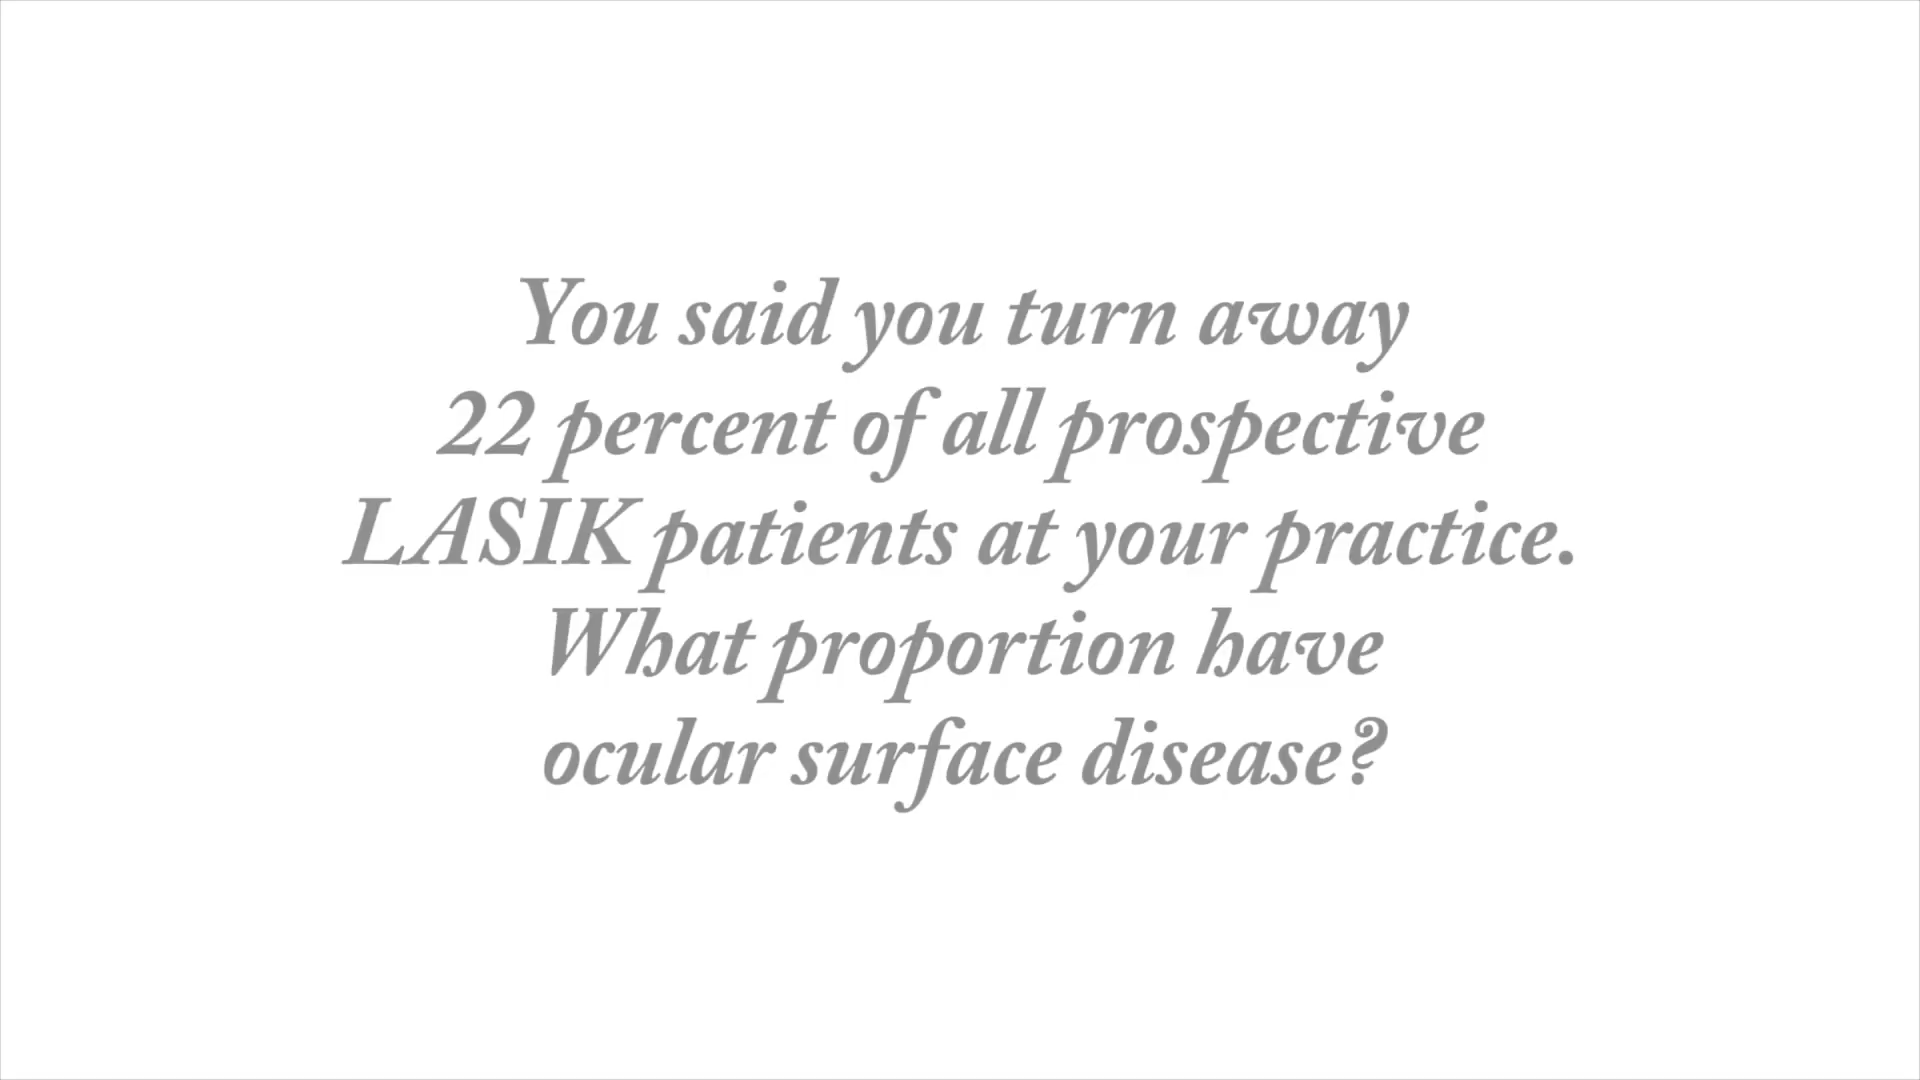 You said you turn away
22 percent of all prospective
LASIK patients at your practice.
What proportion have
ocular surface disease?